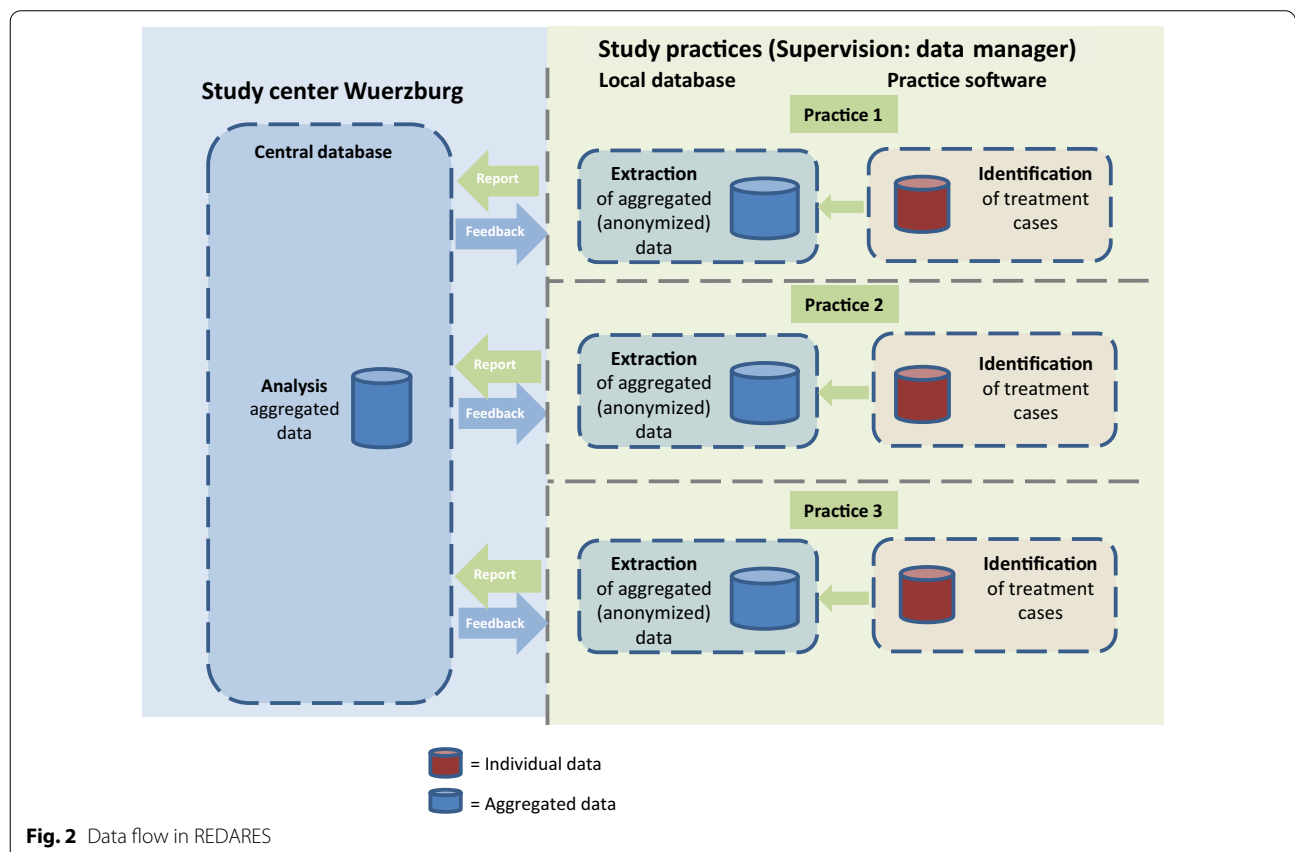 Study center Wuerzburg
Central database
Analysis
aggregated
data
Study practices (Supervision: data manager)
Local database
Practice software
Practice 1
Report
Feedback
Extraction
of aggregated
(anonymized)
data
Identification
of treatment
cases
Practice 2
Report
Feedback
Extraction
of aggregated
(anonymized)
data
Identification
of treatment
cases
Practice 3
Report
Feedback
Extraction
of aggregated
(anonymized)
data
Identification
of treatment
cases
= Individual data
= Aggregated data
Fig. 2 Data flow in REDARES